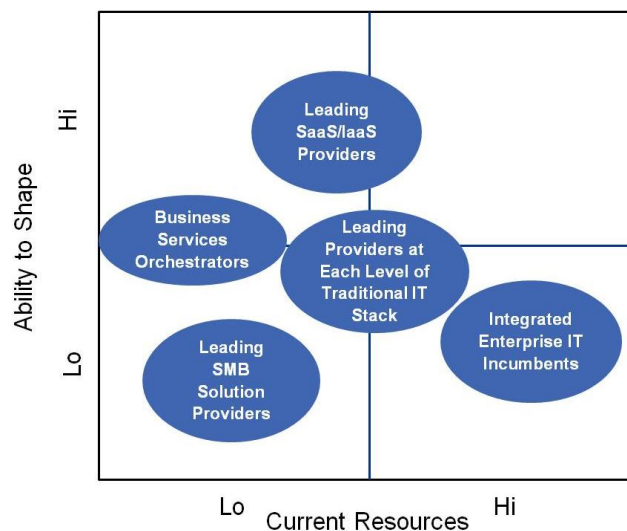 Ability to Shape
Hi
Lo
Leading
SaaS/IaaS
Providers
Business
Services
Orchestrators
Leading
Providers at
Each Level of
Traditional IT
Stack
Integrated
Enterprise IT
Incumbents
Leading
SMB
Solution
Providers
Lo
Hi
Current Resources